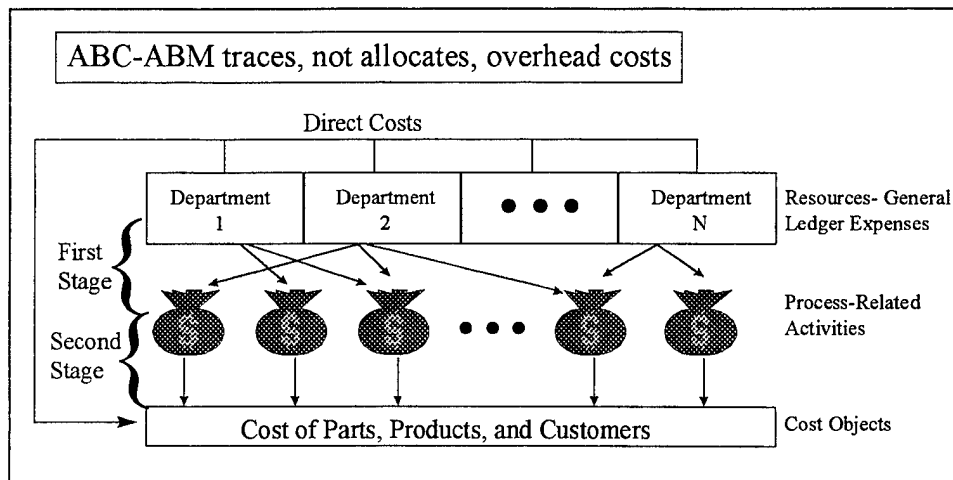 ABC-ABM traces, not allocates, overhead costs
Direct Costs
Department
1
Department
2
Department
N
Resources- General
Ledger Expenses
First
Stage
$ $ $ $ $
Process-Related
Activities
Second
Stage
Cost of Parts, Products, and Customers
Cost Objects